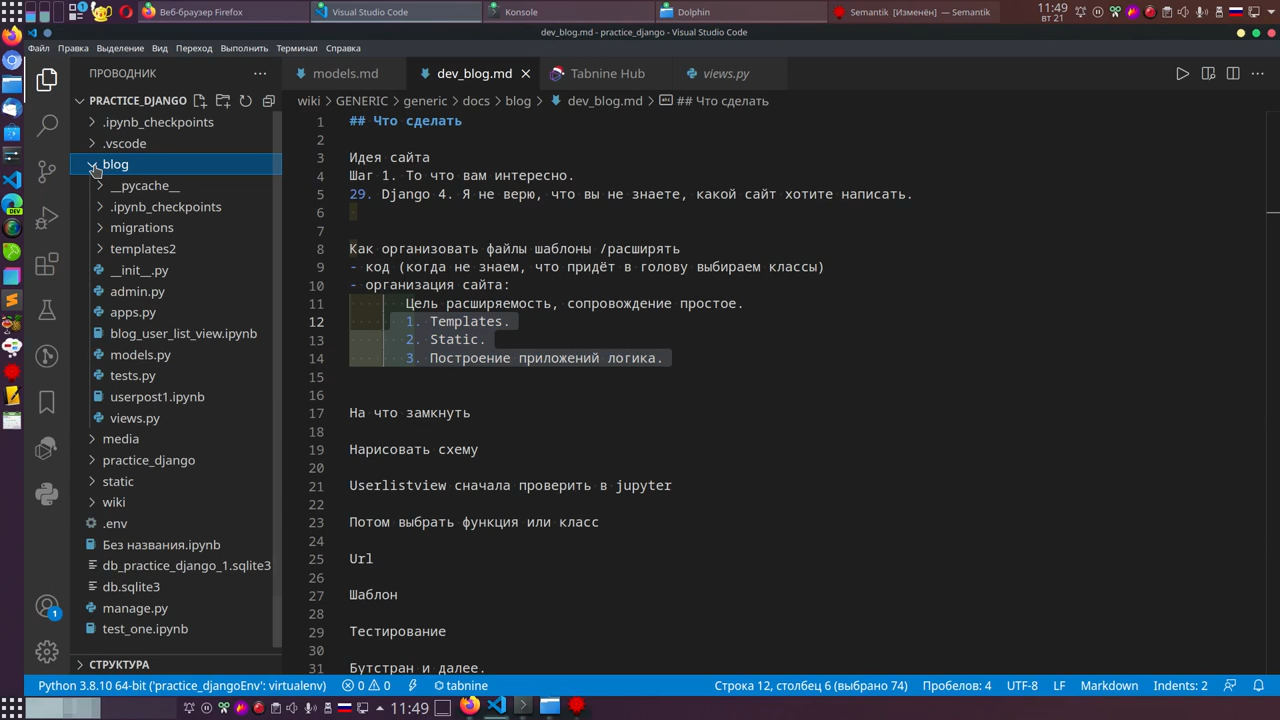 Веб-браузер Firefox
Visual Studio Code
Konsole
Dolphin
Semantik [Изменён] — Semantik
11:49
вт 21
dev_blog.md - practice_django - Visual Studio Code
Файл Правка Выделение Вид Переход Выполнить Терминал Справка
ПРОВОДНИК
models.md
dev_blog.md
Tabnine Hub
views.py
PRACTICE_DJANGO
wiki > GENERIC > generic > docs > blog > dev_blog.md > ## Что сделать
.ipynb_checkpoints
.vscode
blog
__pycache__
.ipynb_checkpoints
migrations
templates2
__init__.py
admin.py
apps.py
blog_user_list_view.ipynb
models.py
tests.py
userpost1.ipynb
views.py
media
practice_django
static
wiki
.env
Без названия.ipynb
db_practice_django_1.sqlite3
db.sqlite3
manage.py
test_one.ipynb
СТРУКТУРА
1 ## Что сделать
2
3 Идея сайта
4 Шаг 1. То что вам интересно.
5 29. Django 4. Я не верю, что вы не знаете, какой сайт хотите написать.
6
7
8 Как организовать файлы шаблоны /расширять
9 - код (когда не знаем, что придёт в голову выбираем классы)
10 - организация сайта:
11 Цель расширяемость, сопровождение простое.
12 1. Templates.
13 2. Static.
14 3. Построение приложений логика.
15
16
17 На что замкнуть
18
19 Нарисовать схему
20
21 Userlistview сначала проверить в jupyter
22
23 Потом выбрать функция или класс
24
25 Url
26
27 Шаблон
28
29 Тестирование
30
31 Бутстран и далее.
DEV
1
Python 3.8.10 64-bit ('practice_djangoEnv': virtualenv) 0 0 tabnine
Строка 12, столбец 6 (выбрано 74) Пробелов: 4 UTF-8 LF Markdown Indents: 2
11:49